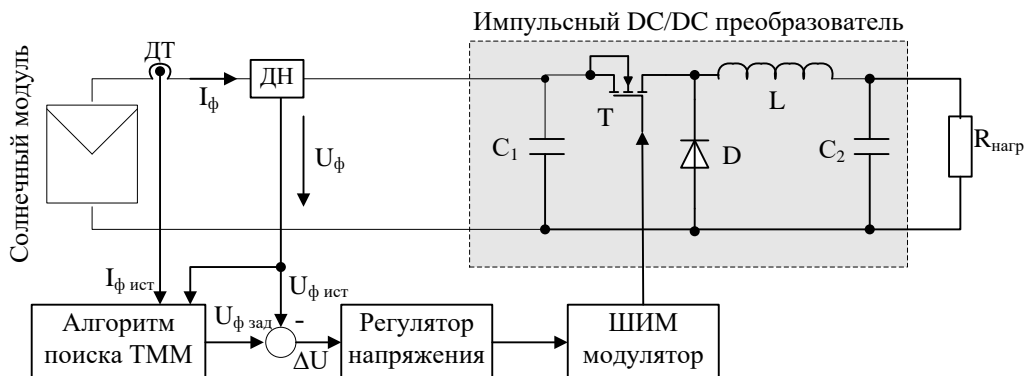 Импульсный DC/DC преобразователь
Солнечный модуль
ДТ
ДН
Iф
Uф
C1
T
D
L
C2
Rнагр
Iф ист
Uф ист
Алгоритм
поиска ТММ
Uф зад
-
ΔU
Регулятор
напряжения
ШИМ
модулятор